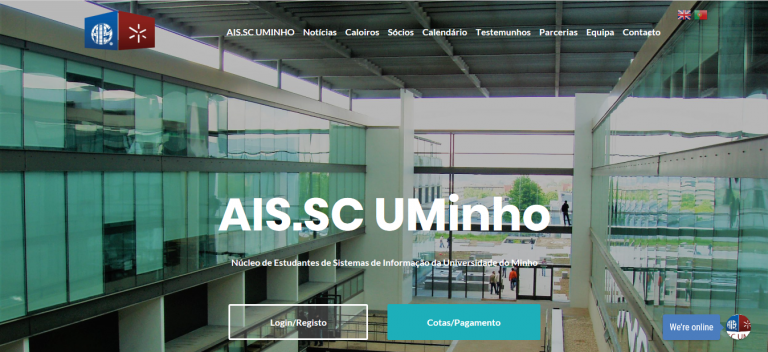 AIS
AIS.SC UMINHO Notícias Caloiros Sócios Calendário Testemunhos Parcerias Equipa Contacto
AIS.SC UMinho
Núcleo de Estudantes de Sistemas de Informação da Universidade do Minho
Login/Registo
Cotas/Pagamento
We're online